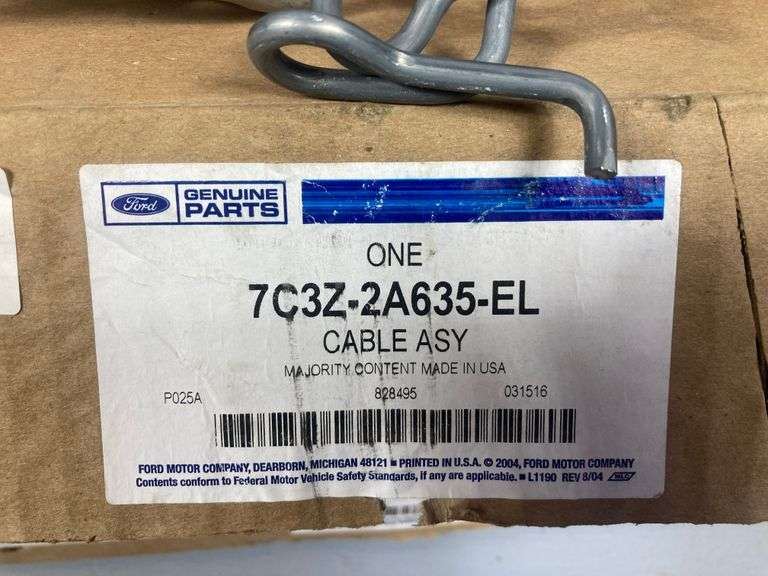 Ford GENUINE PARTS
ONE
7C3Z-2A635-EL
CABLE ASY
MAJORITY CONTENT MADE IN USA
P025A 828495 031516
FORD MOTOR COMPANY, DEARBORN, MICHIGAN 48121 ■ PRINTED IN U.S.A. © 2004, FORD MOTOR COMPANY
Contents conform to Federal Motor Vehicle Safety Standards, if any are applicable. ■ L1190 REV 8/04